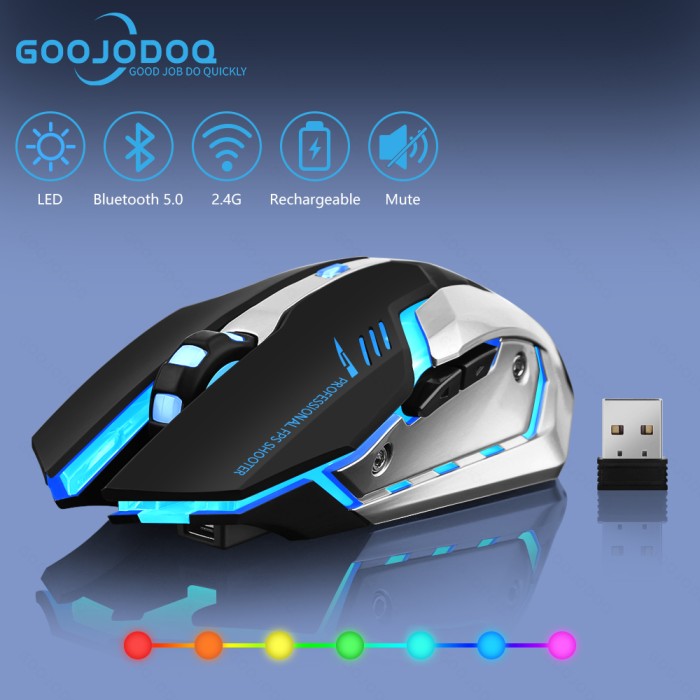 GOOJODOQ
GOOD JOB DO QUICKLY
LED
Bluetooth 5.0
2.4G
Rechargeable
Mute
PROFESSIONAL FPS SHOOTER